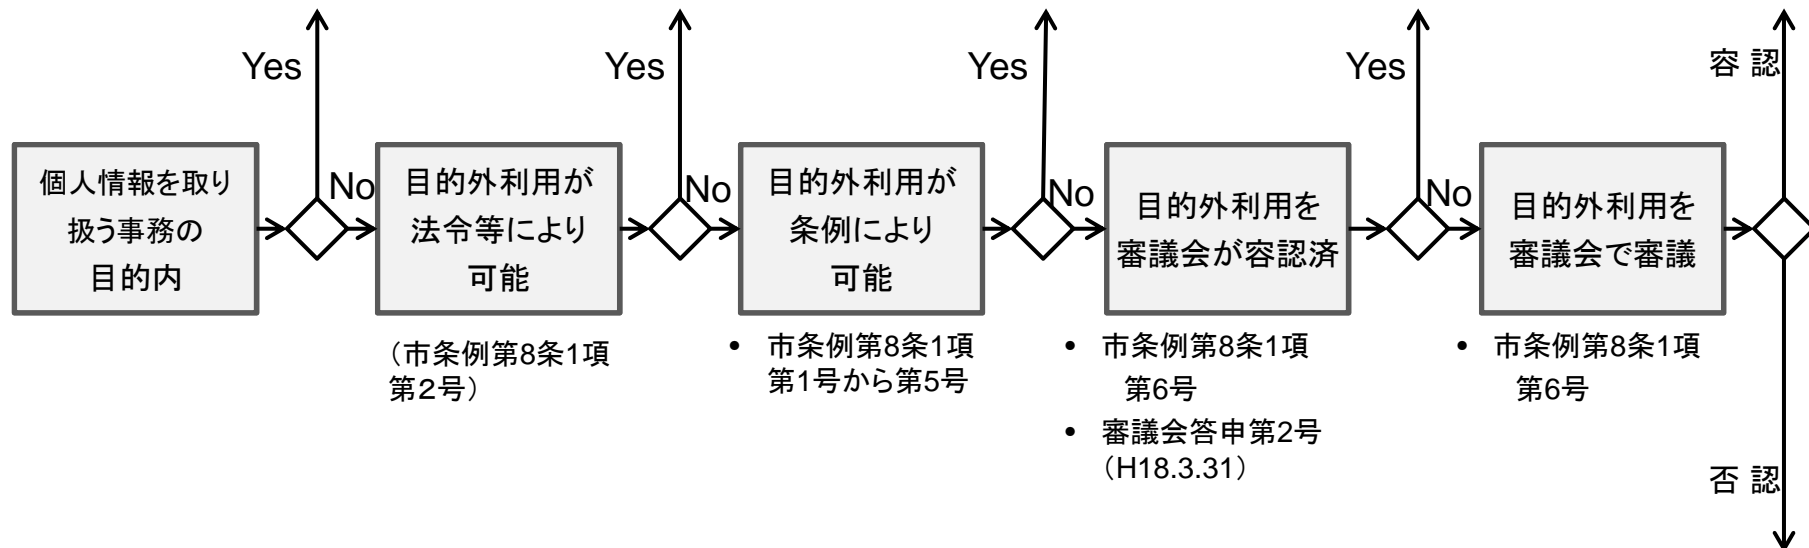 Yes
Yes
Yes
Yes
容 認
個人情報を取り
扱う事務の
目的内
No
目的外利用が
法令等により
可能
No
目的外利用が
条例により
可能
No
目的外利用を
審議会が容認済
No
目的外利用を
審議会で審議
（市条例第8条1項
第２号）
• 市条例第8条1項
第1号から第5号
• 市条例第8条1項
第6号
• 審議会答申第2号
（H18.3.31）
• 市条例第8条1項
第6号
否 認